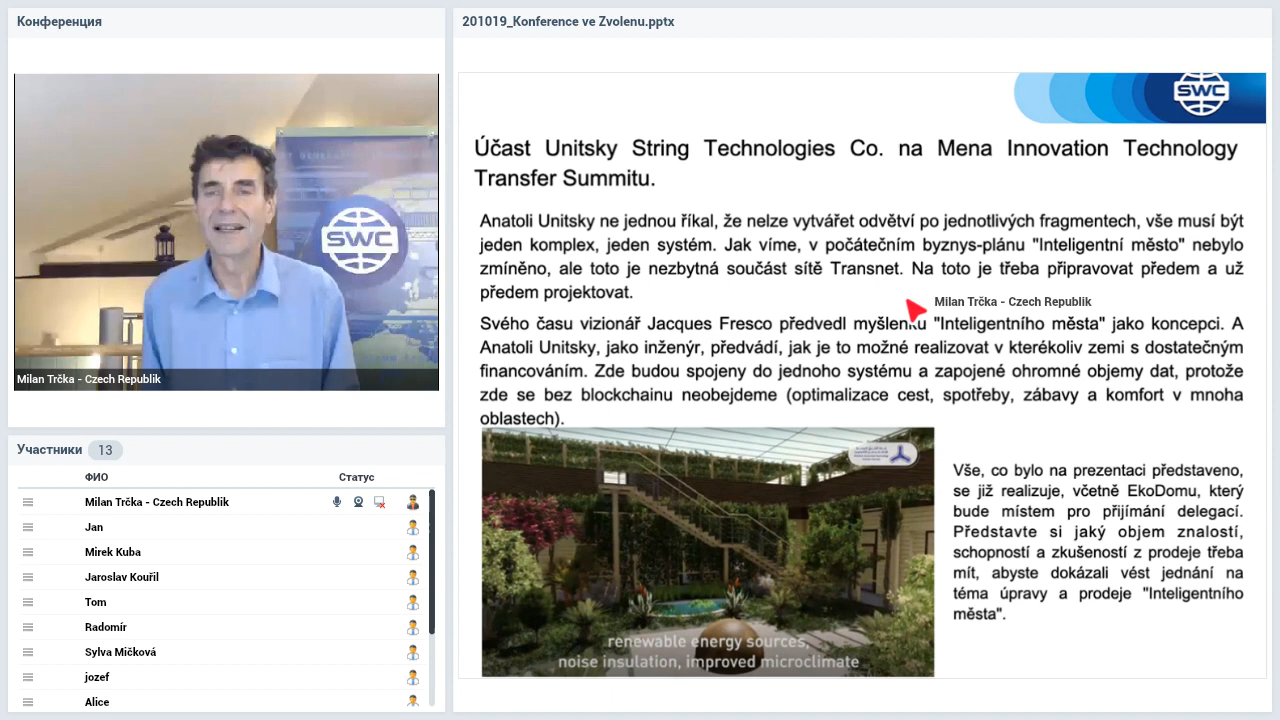 Конференция
Milan Trčka - Czech Republik
Участники 13
ФИО Статус
Milan Trčka - Czech Republik
Jan
Mirek Kuba
Jaroslav Kouřil
Tom
Radomír
Sylva Mičková
jozef
Alice
201019_Konference ve Zvolenu.pptx
SWC
SWC
Účast Unitsky String Technologies Co. na Mena Innovation Technology
Transfer Summitu.
Anatoli Unitsky ne jednou říkal, že nelze vytvářet odvětví po jednotlivých fragmentech, vše musí být
jeden komplex, jeden systém. Jak víme, v počátečním byznys-plánu "Inteligentní město" nebylo
zmíněno, ale toto je nezbytná součást sítě Transnet. Na toto je třeba připravovat předem a už
předem projektovat.
Milan Trčka - Czech Republik
Svého času vizionář Jacques Fresco předvedl myšlenku "Inteligentního města" jako koncepci. A
Anatoli Unitsky, jako inženýr, předvádí, jak je to možné realizovat v kterékoliv zemi s dostatečným
financováním. Zde budou spojeny do jednoho systému a zapojené ohromné objemy dat, protože
zde se bez blockchainu neobejdeme (optimalizace cest, spotřeby, zábavy a komfort v mnoha
oblastech).
renewable energy sources,
noise insulation, improved microclimate
Vše, co bylo na prezentaci představeno,
se již realizuje, včetně EkoDomu, který
bude místem pro přijímání delegací.
Představte si jaký objem znalostí,
schopností a zkušeností z prodeje třeba
mít, abyste dokázali vést jednání na
téma úpravy a prodeje "Inteligentního
města".